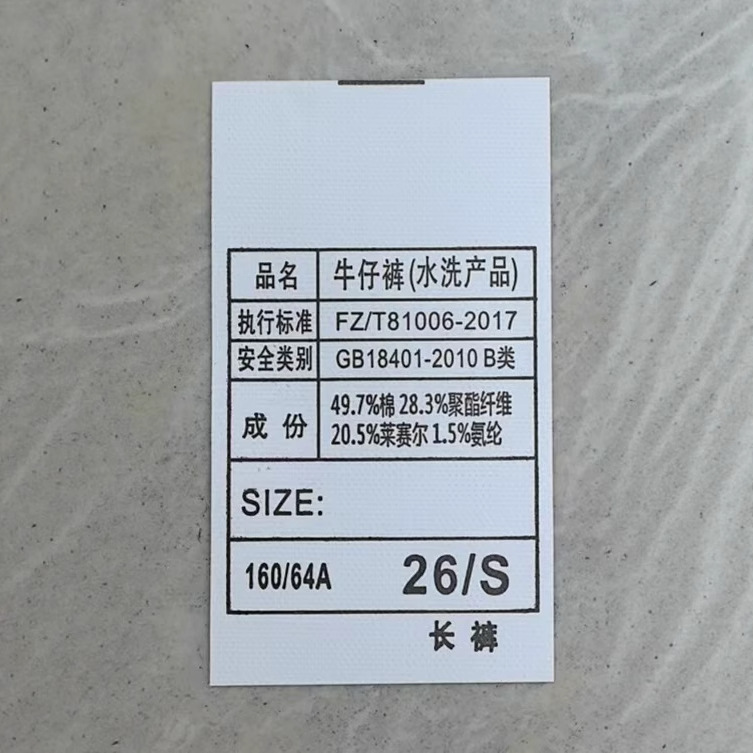 品名 牛仔裤(水洗产品)
执行标准 FZ/T81006-2017
安全类别 GB18401-2010 B类
成份 49.7%棉 28.3%聚酯纤维
20.5%莱赛尔 1.5%氨纶
SIZE:
160/64A 26/S
长裤